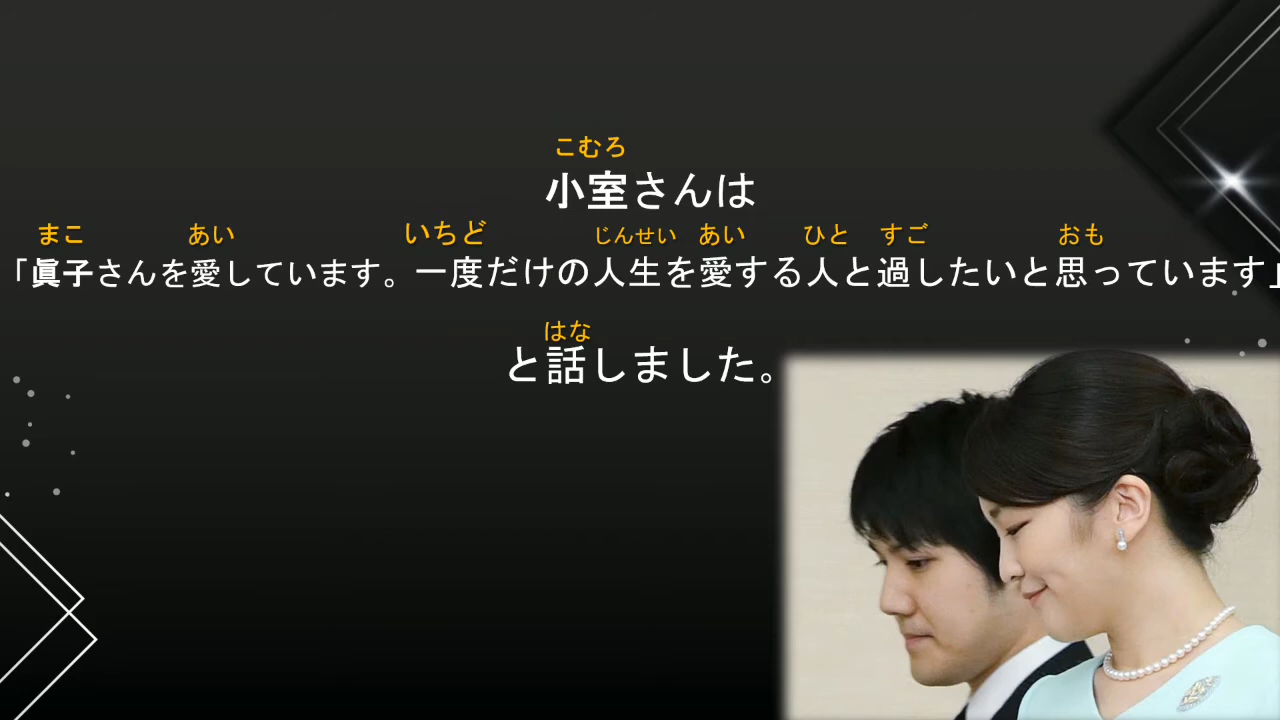 こむろ
小室さんは
まこ あい いちど じんせい あい ひと すご おも
「眞子さんを愛しています。一度だけの人生を愛する人と過したいと思っています」
はな
と話しました。